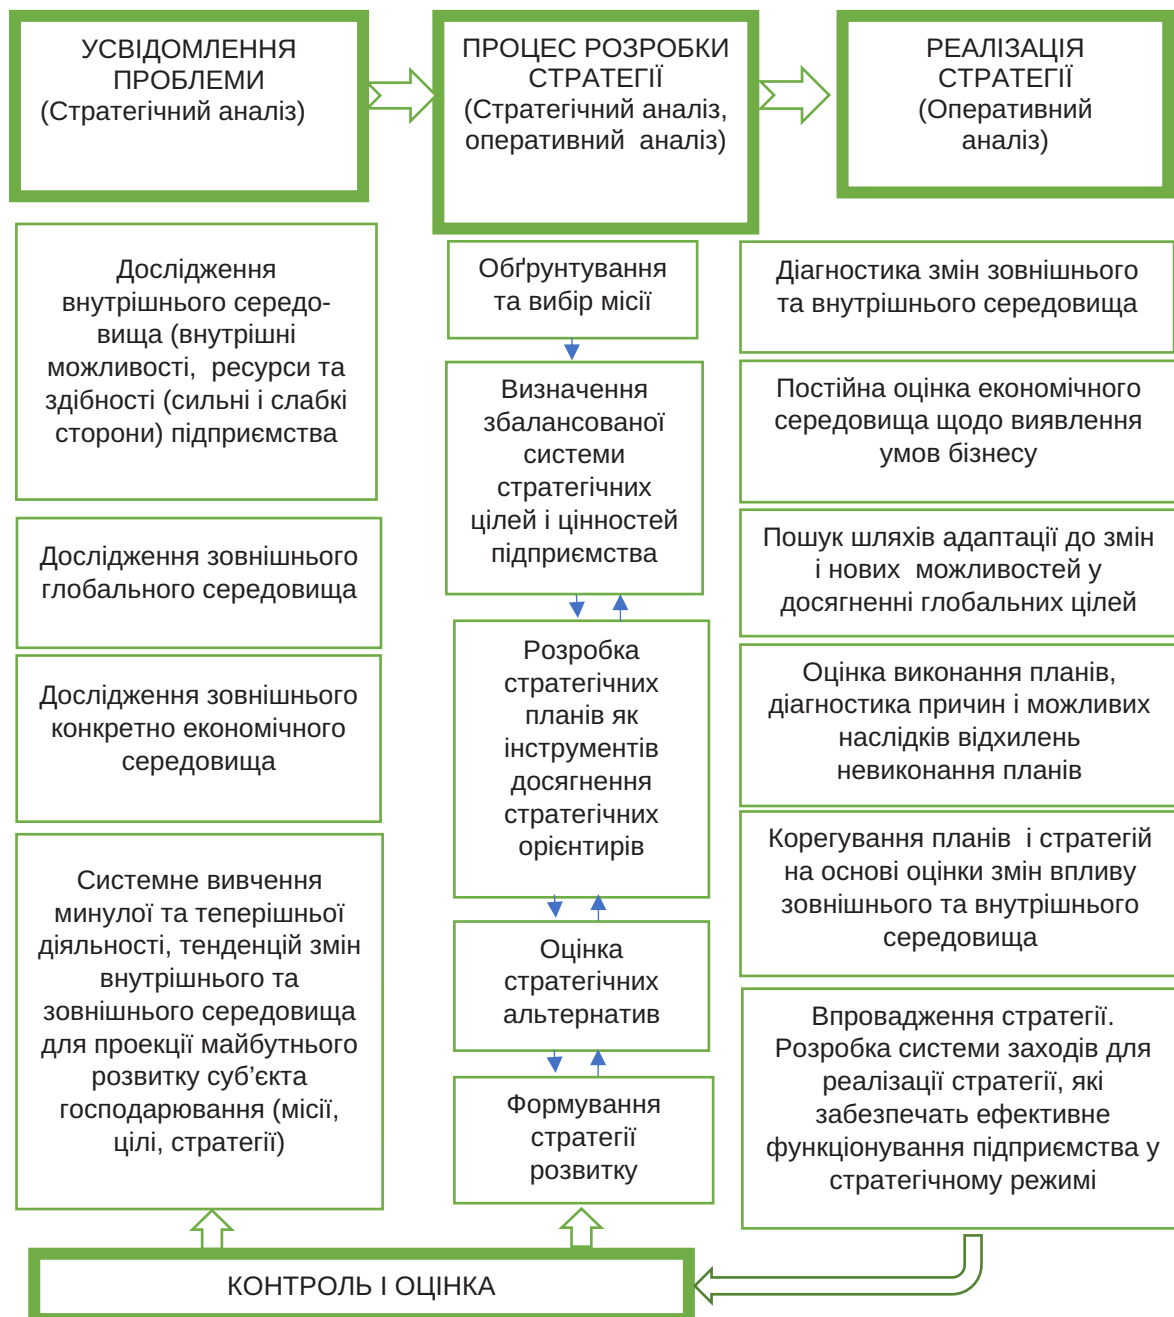 УСВІДОМЛЕННЯ
ПРОБЛЕМИ
(Стратегічний аналіз)
ПРОЦЕС РОЗРОБКИ
СТРАТЕГІЇ
(Стратегічний аналіз,
оперативний аналіз)
РЕАЛІЗАЦІЯ
СТРАТЕГІЇ
(Оперативний
аналіз)
Дослідження
внутрішнього середо-
вища (внутрішні
можливості, ресурси та
здібності (сильні і слабкі
сторони) підприємства
Дослідження зовнішнього
глобального середовища
Дослідження зовнішнього
конкретно економічного
середовища
Системне вивчення
минулої та теперішньої
діяльності, тенденцій змін
внутрішнього та
зовнішнього середовища
для проекції майбутнього
розвитку суб’єкта
господарювання (місії,
цілі, стратегії)
Обґрунтування
та вибір місії
Визначення
збалансованої
системи
стратегічних
цілей і цінностей
підприємства
Розробка
стратегічних
планів як
інструментів
досягнення
стратегічних
орієнтирів
Оцінка
стратегічних
альтернатив
Формування
стратегії
розвитку
Діагностика змін зовнішнього
та внутрішнього середовища
Постійна оцінка економічного
середовища щодо виявлення
умов бізнесу
Пошук шляхів адаптації до змін
і нових можливостей у
досягненні глобальних цілей
Оцінка виконання планів,
діагностика причин і можливих
наслідків відхилень
невиконання планів
Корегування планів і стратегій
на основі оцінки змін впливу
зовнішнього та внутрішнього
середовища
Впровадження стратегії.
Розробка системи заходів для
реалізації стратегії, які
забезпечать ефективне
функціонування підприємства у
стратегічному режимі
КОНТРОЛЬ І ОЦІНКА